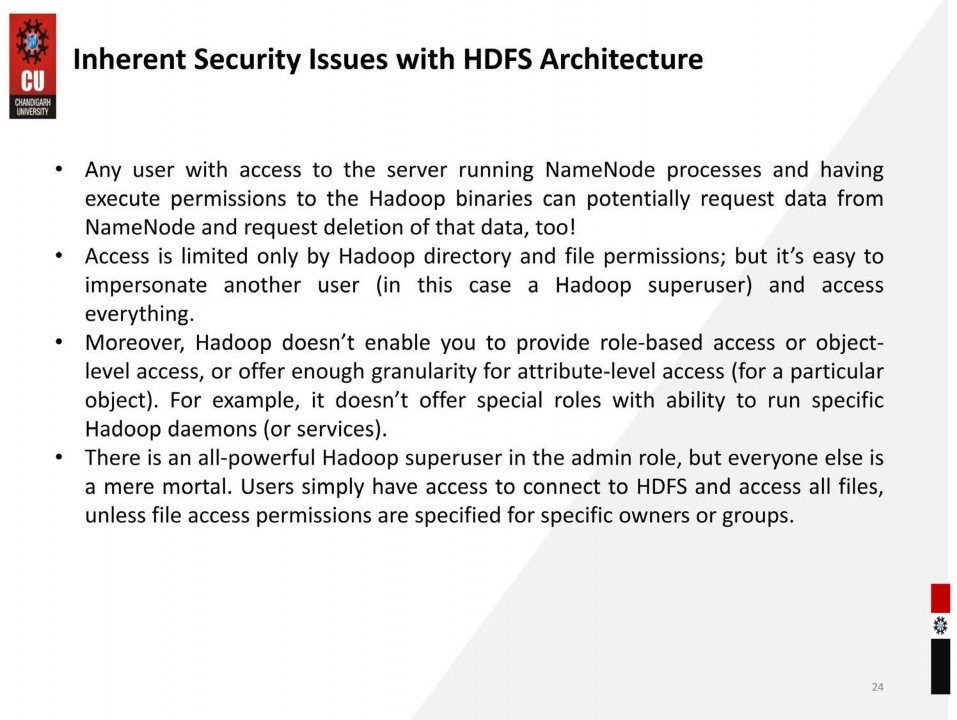 CU
CHANDIGARH
UNIVERSITY
Inherent Security Issues with HDFS Architecture
• Any user with access to the server running NameNode processes and having
execute permissions to the Hadoop binaries can potentially request data from
NameNode and request deletion of that data, too!
• Access is limited only by Hadoop directory and file permissions; but it’s easy to
impersonate another user (in this case a Hadoop superuser) and access
everything.
• Moreover, Hadoop doesn’t enable you to provide role-based access or object-
level access, or offer enough granularity for attribute-level access (for a particular
object). For example, it doesn’t offer special roles with ability to run specific
Hadoop daemons (or services).
• There is an all-powerful Hadoop superuser in the admin role, but everyone else is
a mere mortal. Users simply have access to connect to HDFS and access all files,
unless file access permissions are specified for specific owners or groups.
24